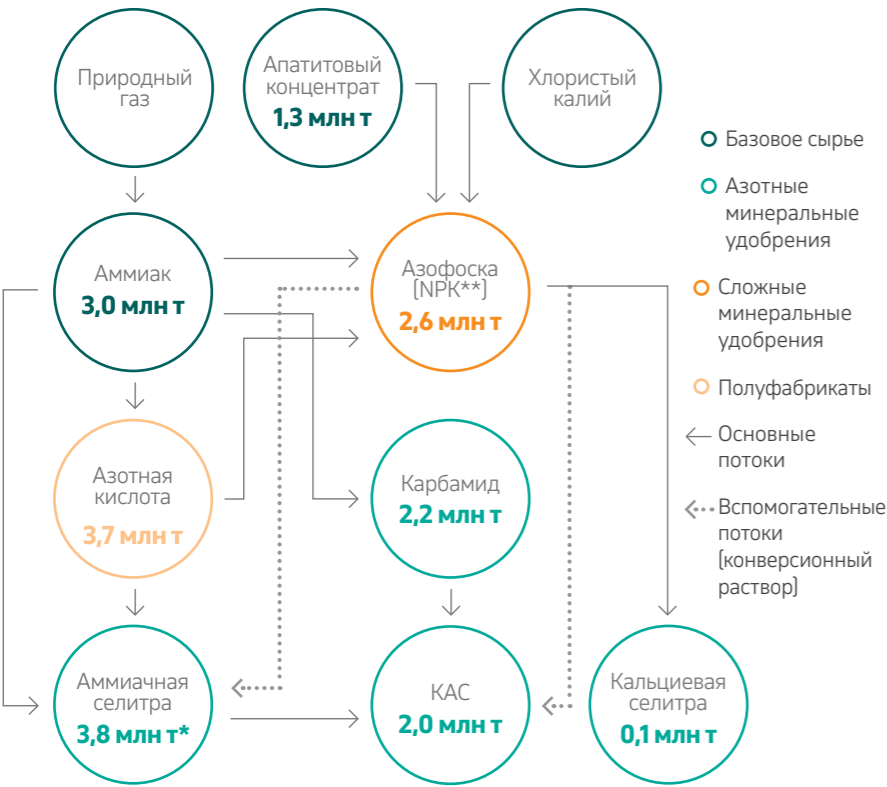 Природный
газ
Апатитовый
концентрат
1,3 млн т
Хлористый
калий
Аммиак
3,0 млн т
Азофоска
(NPK**)
2,6 млн т
Азотная
кислота
3,7 млн т
Карбамид
2,2 млн т
Аммиачная
селитра
3,8 млн т*
КАС
2,0 млн т
Кальциевая
селитра
0,1 млн т
Базовое сырье
Азотные
минеральные
удобрения
Сложные
минеральные
удобрения
Полуфабрикаты
Основные
потоки
Вспомогательные
потоки
(конверсионный
раствор)